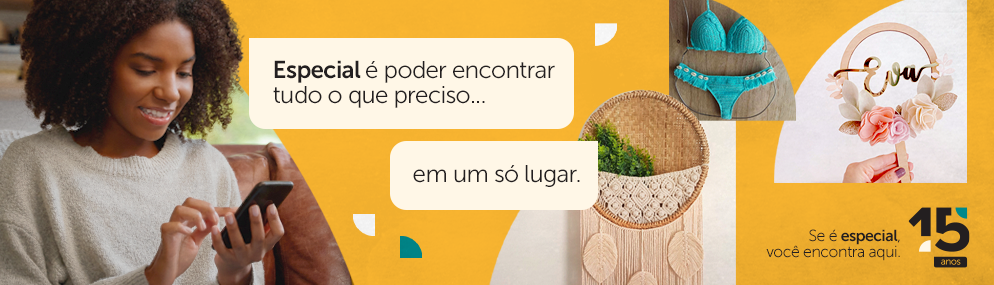 Especial é poder encontrar
tudo o que preciso...
em um só lugar.
Eva
Se é especial,
você encontra aqui.
15
anos